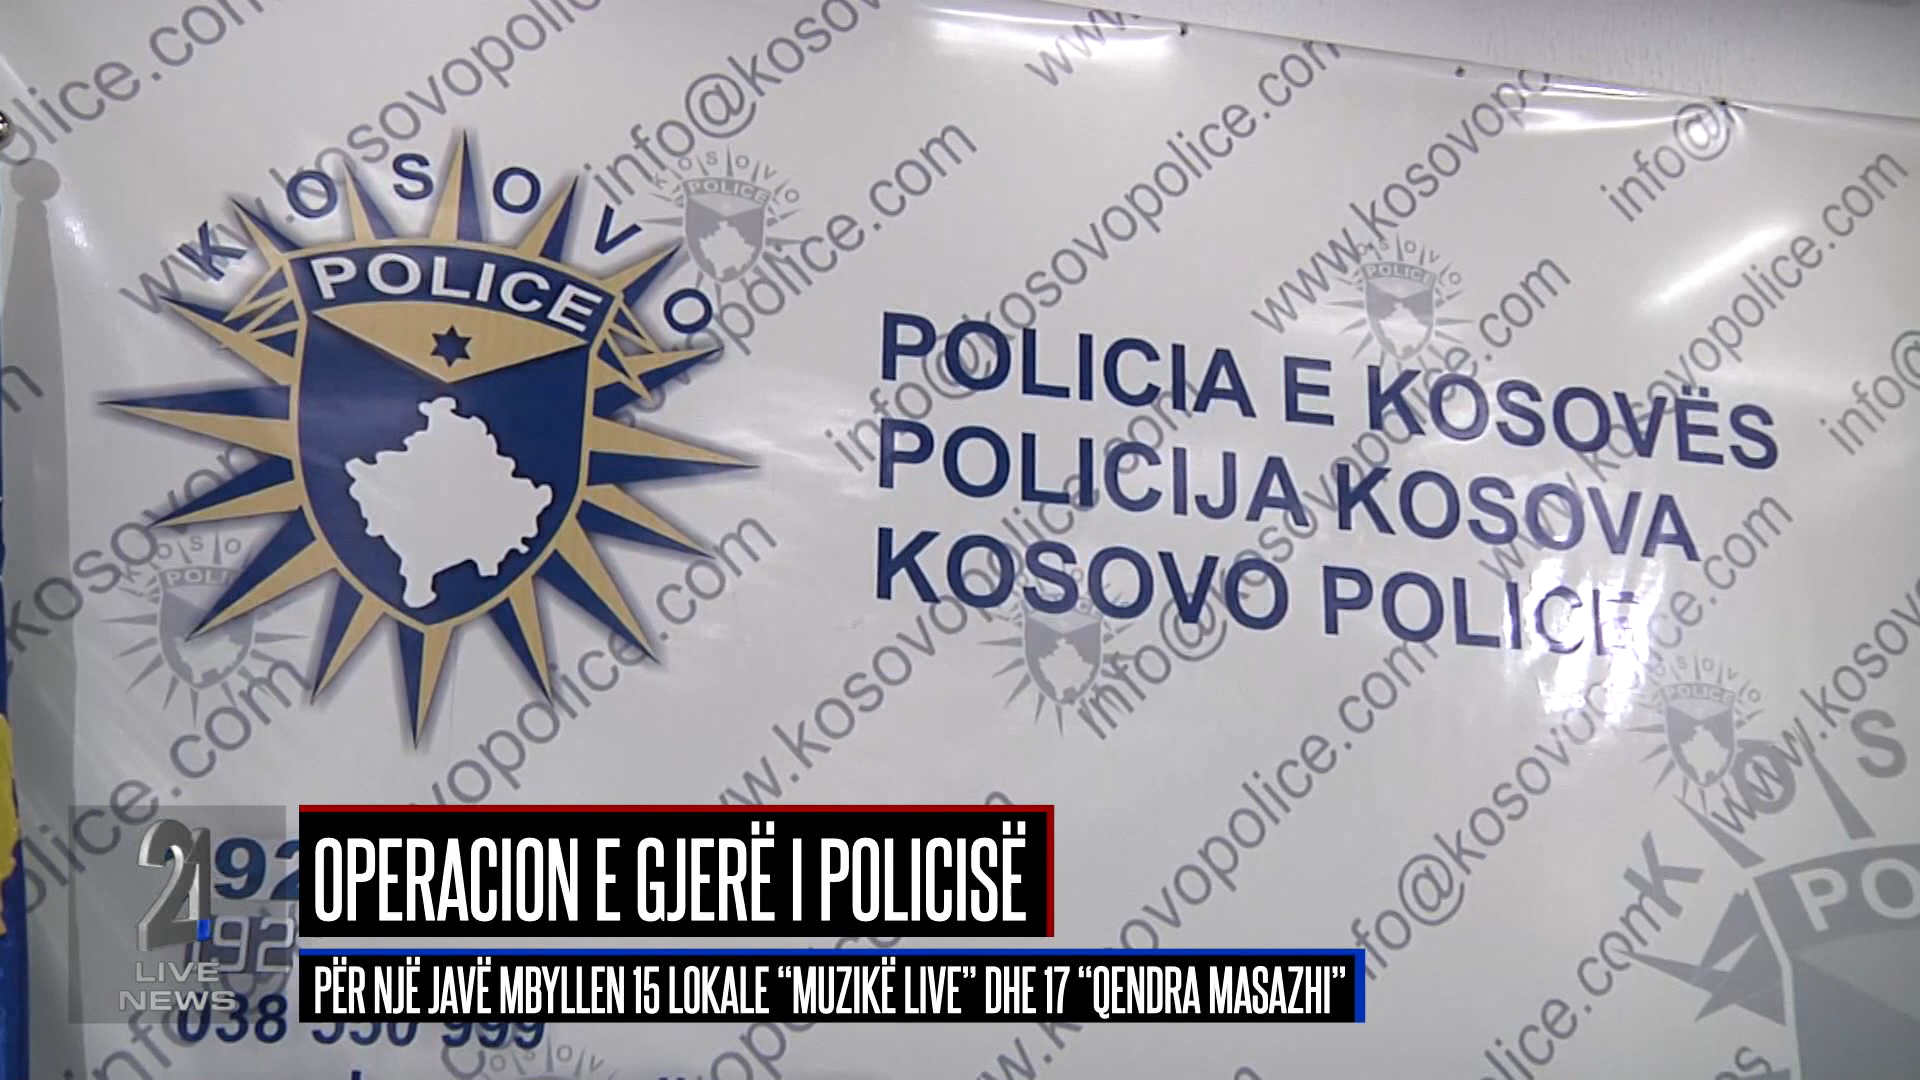 KOSOVO
POLICE
POLICIA E KOSOVËS
POLICIJA KOSOVA
KOSOVO POLICE
www.kosovopolice.com
info@kosovopolice.com
192
OPERACION E GJERË I POLICISË
PËR NJË JAVË MBYLLEN 15 LOKALE “MUZIKË LIVE” DHE 17 “QENDRA MASAZHI”
21
LIVE
NEWS